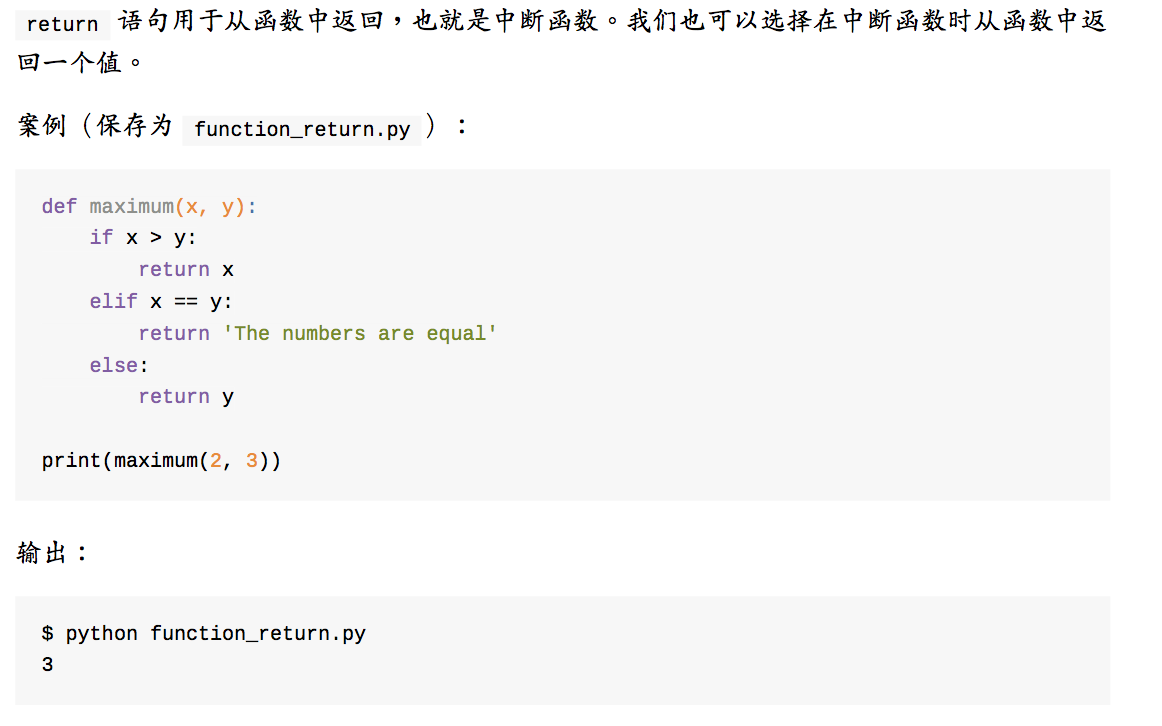 return 语句用于从函数中返回，也就是中断函数。我们也可以选择在中断函数时从函数中返
回一个值。
案例（保存为 function_return.py ）：
def maximum(x, y):
    if x > y:
        return x
    elif x == y:
        return 'The numbers are equal'
    else:
        return y
print(maximum(2, 3))
输出：
$ python function_return.py
3